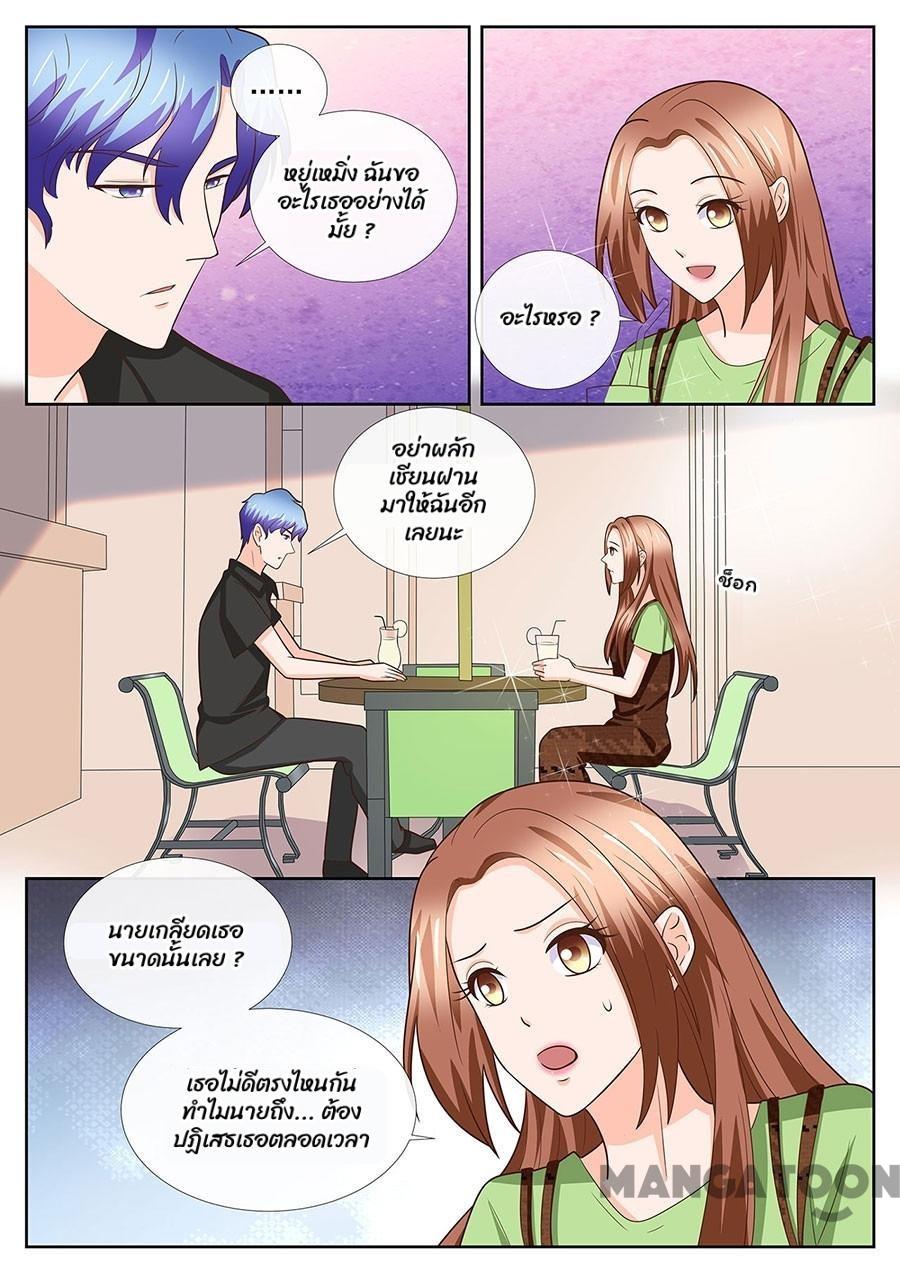 ......
หยู่เหมิ่ง ฉันขอ
อะไรเธออย่างได้
มั้ย ?
อะไรหรอ ?
อย่าผลัก
เชียนฝาน
มาให้ฉันอีก
เลยนะ
ช็อก
นายเกลียดเธอ
ขนาดนั้นเลย ?
เธอไม่ดีตรงไหนกัน
ทำไมนายถึง... ต้อง
ปฏิเสธเธอตลอดเวลา
MANGATOON